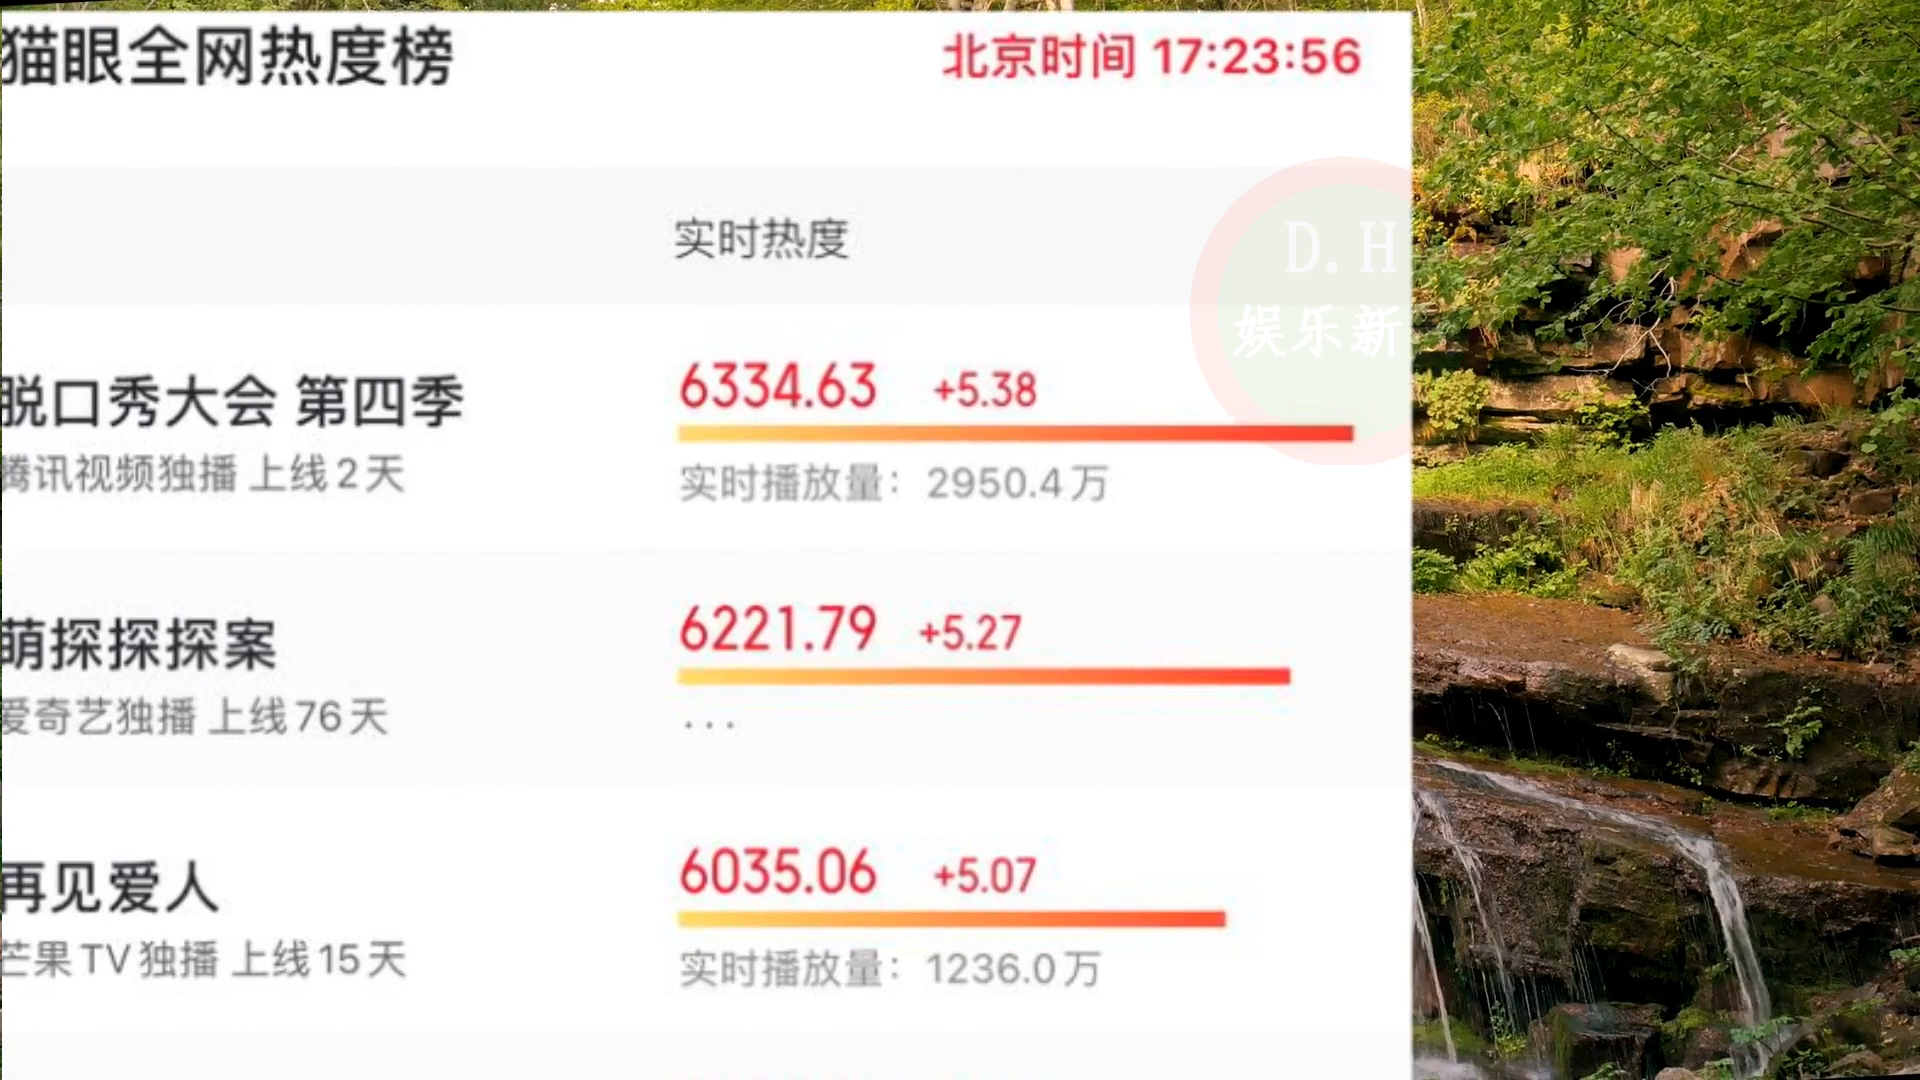 猫眼全网热度榜
北京时间 17:23:56
实时热度
D.H
娱乐新
脱口秀大会 第四季
6334.63 +5.38
腾讯视频独播 上线2天
实时播放量：2950.4万
萌探探探案
6221.79 +5.27
爱奇艺独播 上线76天
...
再见爱人
6035.06 +5.07
芒果TV独播 上线15天
实时播放量：1236.0万